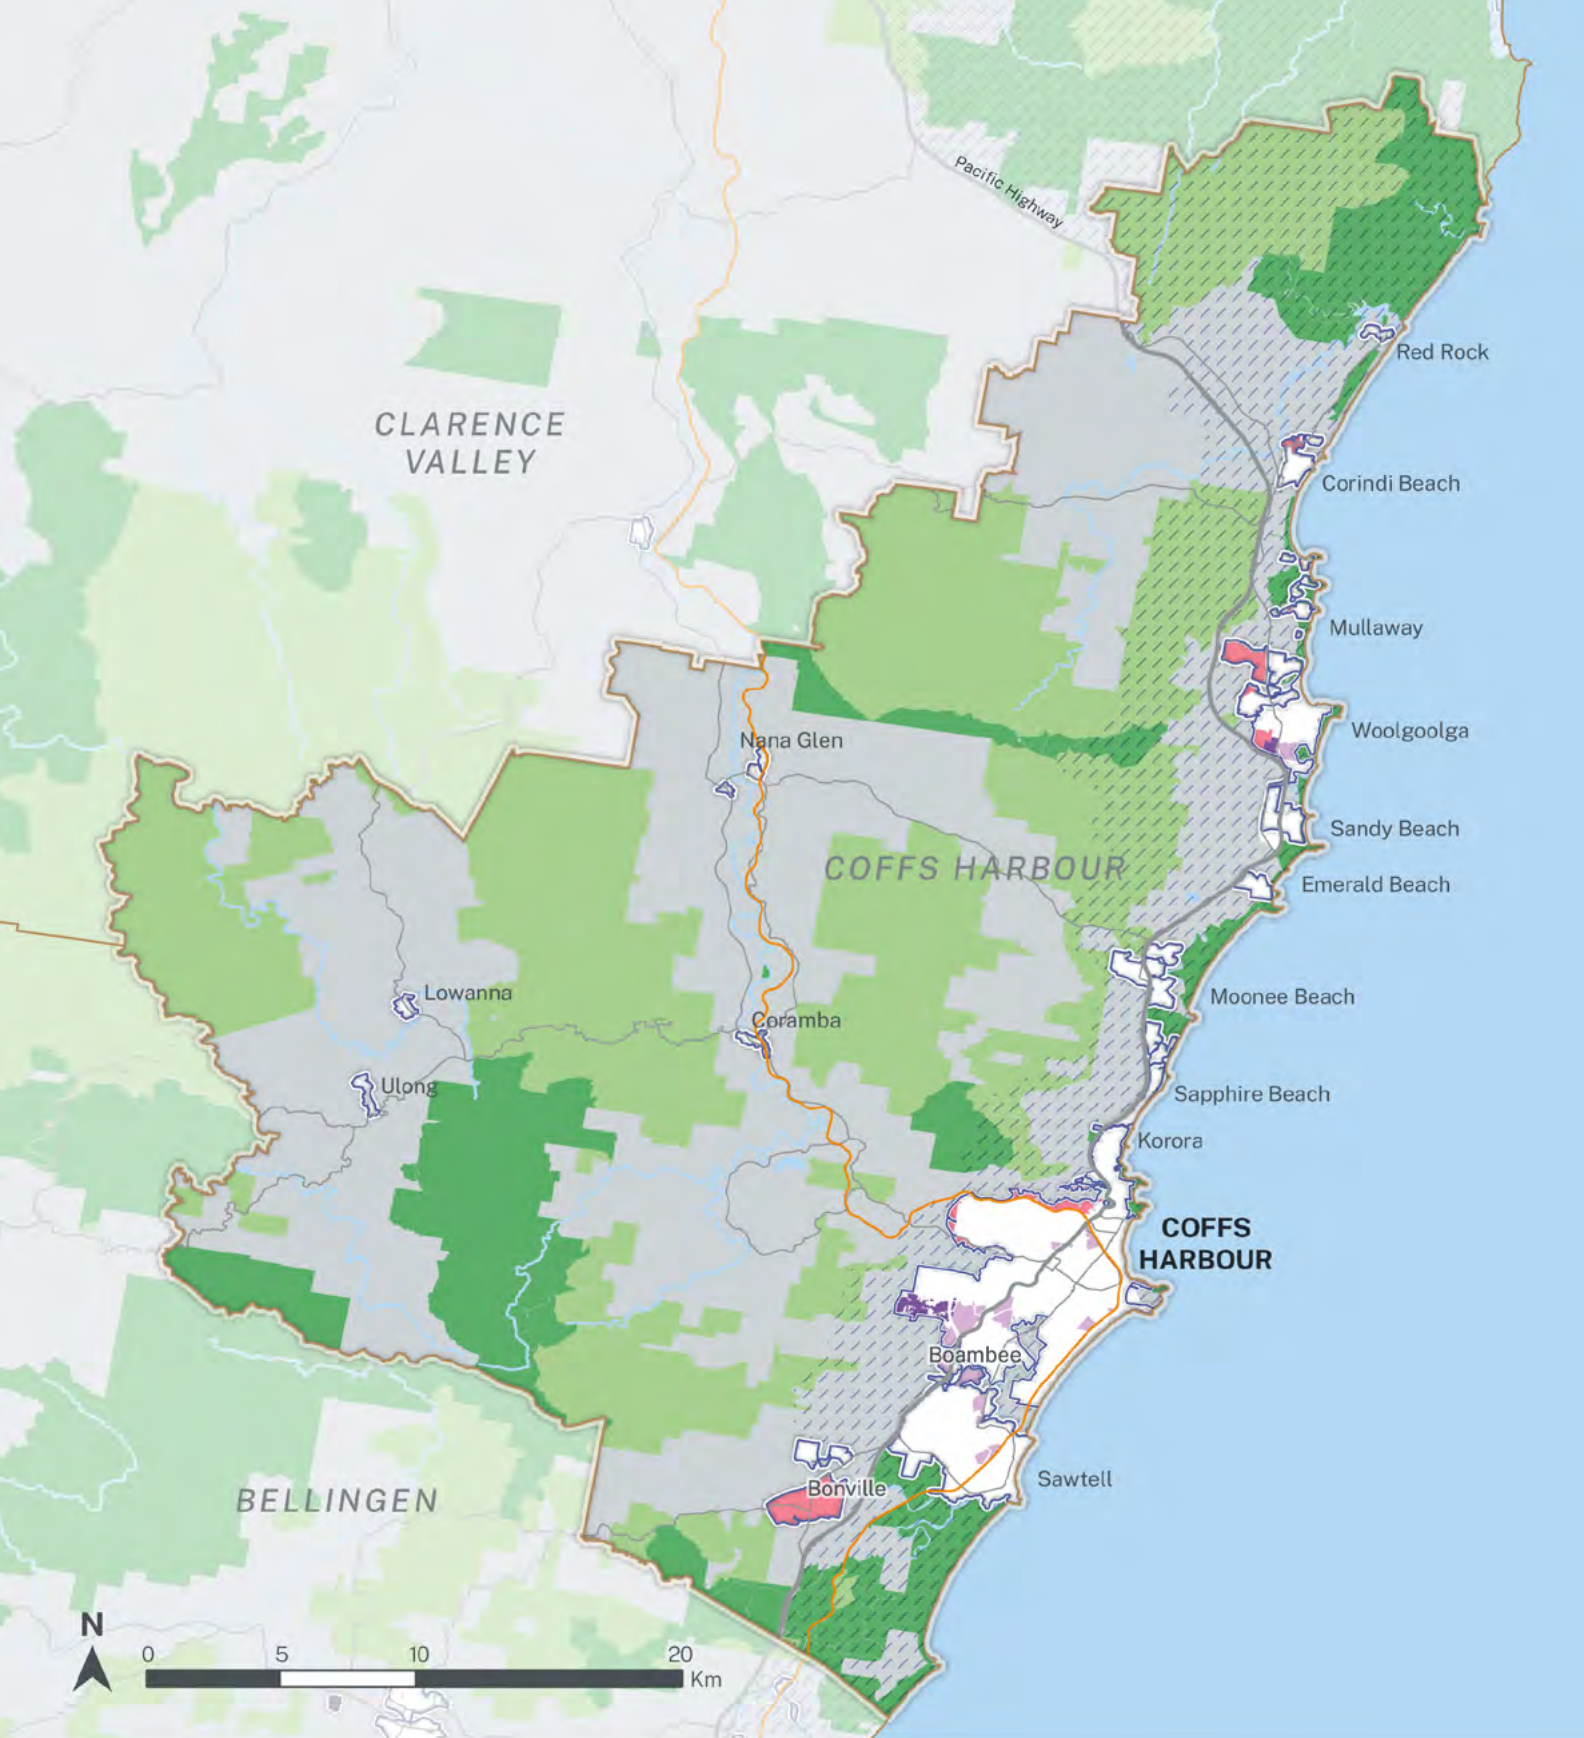 Pacific Highway
Red Rock
CLARENCE
VALLEY
Corindi Beach
Mullaway
Woolgoolga
Nana Glen
Sandy Beach
COFFS HARBOUR
Emerald Beach
Lowanna
Moonee Beach
Coramba
Ulong
Sapphire Beach
Korora
COFFS
HARBOUR
Boambee
Sawtell
Bonville
BELLINGEN
N
0 5 10 20
Km